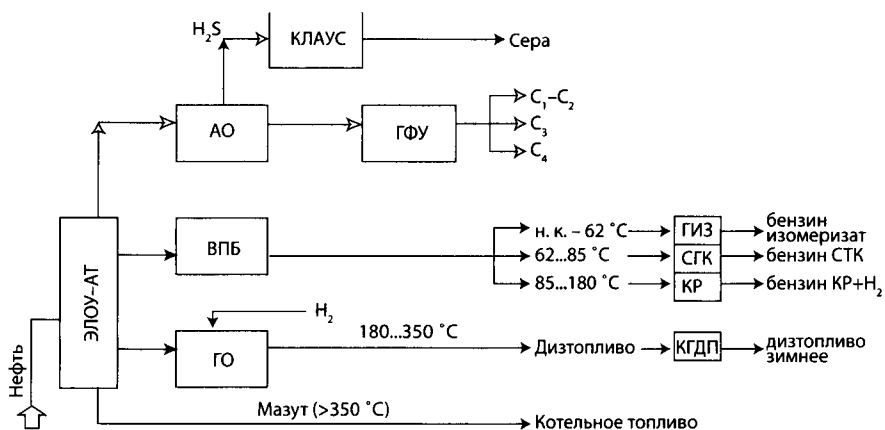 H₂S
КЛАУС
Сера
АО
ГФУ
C₁–C₂
C₃
C₄
ЭЛОУ–АТ
Нефть
ВПБ
н. к. – 62 ˚C
ГИЗ
бензин
изомеризат
62...85 ˚C
СГК
бензин СТК
85...180 ˚C
КР
бензин КР+H₂
H₂
ГО
180...350 ˚C
Дизтопливо
КГДП
дизтопливо
зимнее
Мазут (>350 ˚C)
Котельное топливо